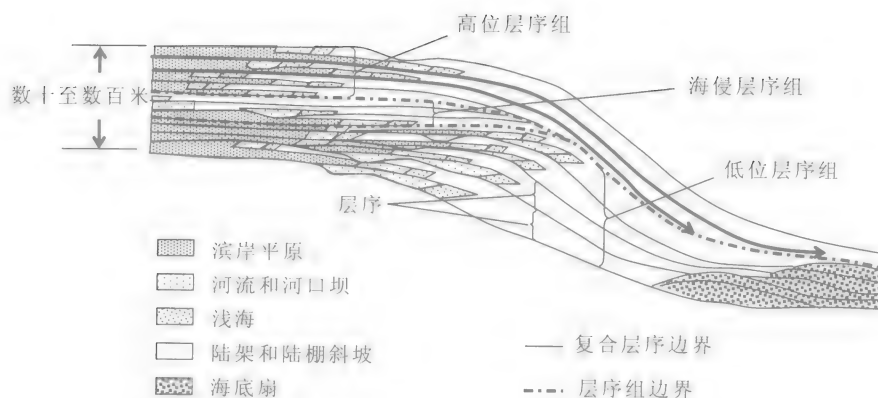 高位层序组
海侵层序组
数十至数百米
低位层序组
层序
滨岸平原
河流和河口坝
浅海
陆架和陆棚斜坡
海底扇
复合层序边界
层序组边界